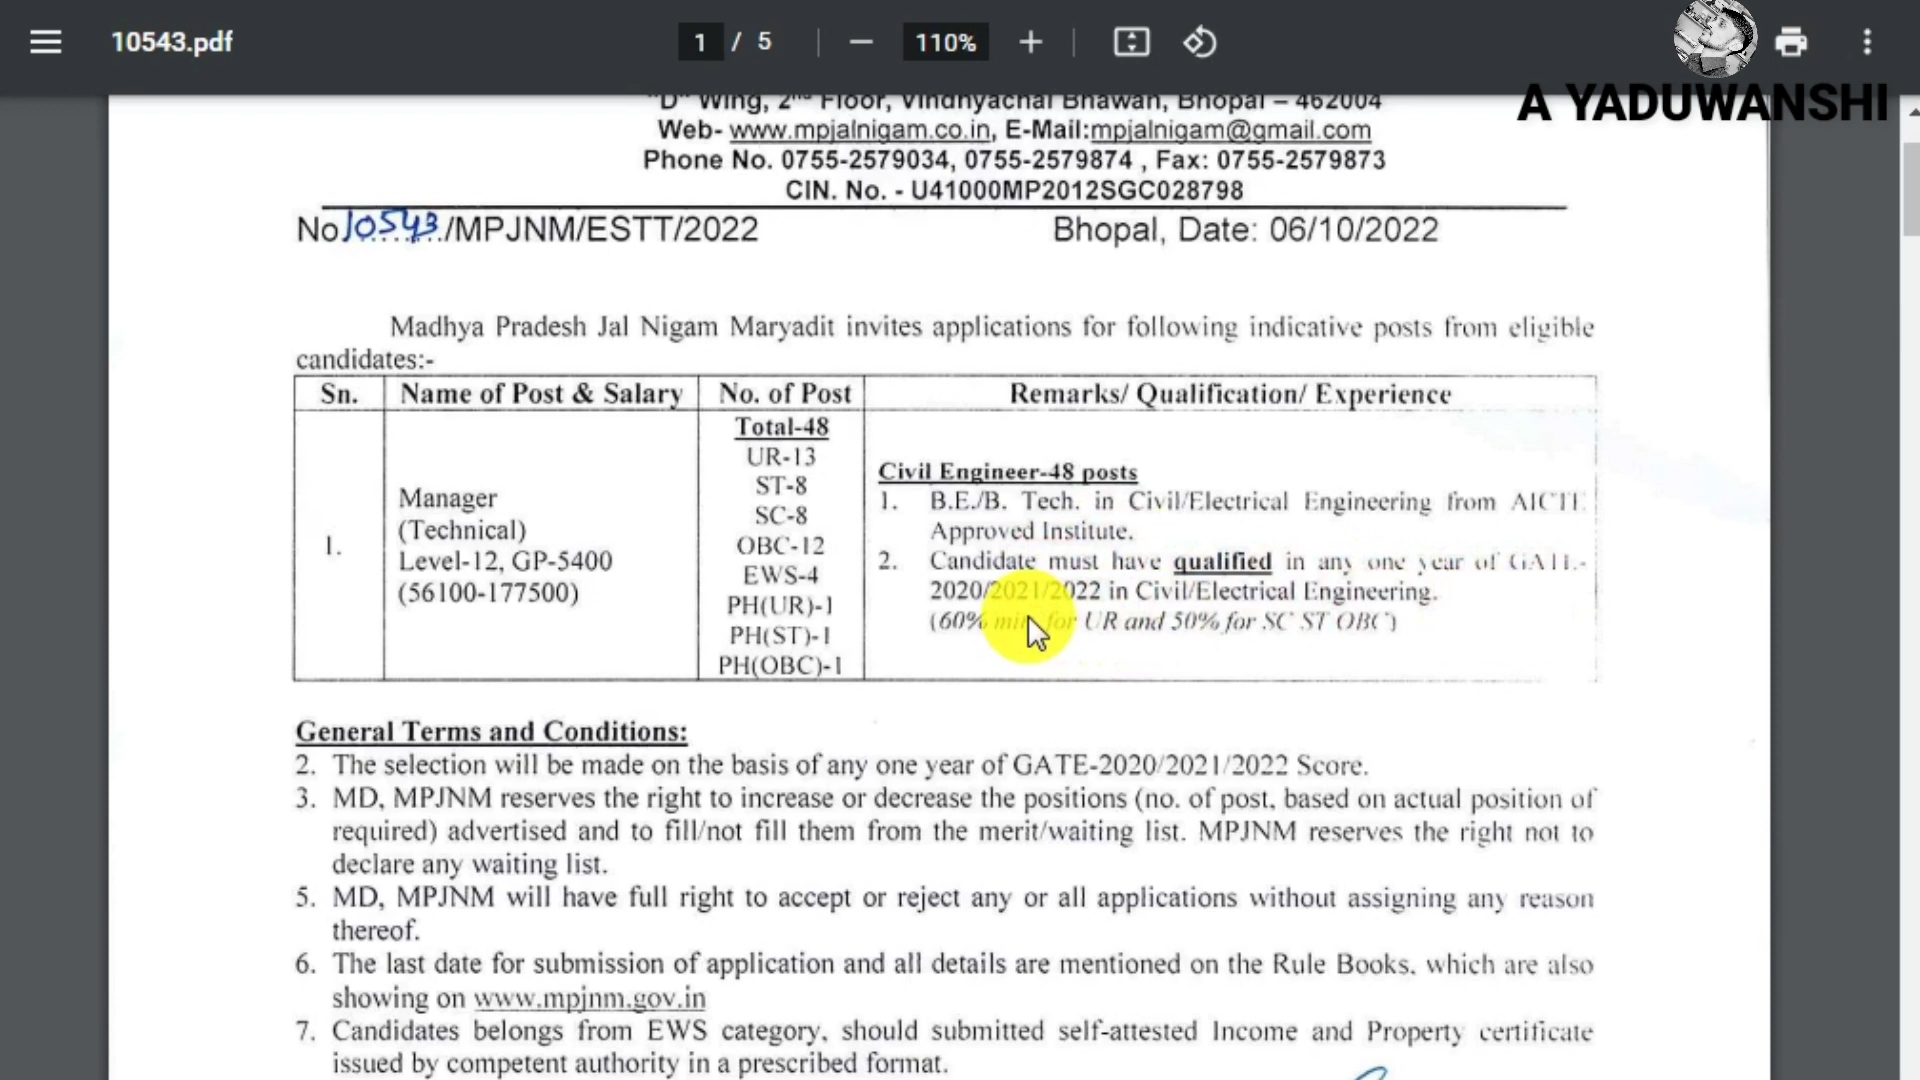 10543.pdf
1 / 5
110%
A YADUWANSHI
"D" Wing, 2nd Floor, Vindhyachal Bhawan, Bhopal – 462004
Web- www.mpjalnigam.co.in, E-Mail:mpjalnigam@gmail.com
Phone No. 0755-2579034, 0755-2579874 , Fax: 0755-2579873
CIN. No. - U41000MP2012SGC028798
No.10543./MPJNM/ESTT/2022 Bhopal, Date: 06/10/2022
Madhya Pradesh Jal Nigam Maryadit invites applications for following indicative posts from eligible
candidates:-
Sn. Name of Post & Salary No. of Post Remarks/ Qualification/ Experience
1.
Manager
(Technical)
Level-12, GP-5400
(56100-177500)
Total-48
UR-13
ST-8
SC-8
OBC-12
EWS-4
PH(UR)-1
PH(ST)-1
PH(OBC)-1
Civil Engineer-48 posts
1. B.E./B. Tech. in Civil/Electrical Engineering from AICTE
Approved Institute.
2. Candidate must have qualified in any one year of GATE-
2020/2021/2022 in Civil/Electrical Engineering.
(60% min for UR and 50% for SC ST OBC)
General Terms and Conditions:
2. The selection will be made on the basis of any one year of GATE-2020/2021/2022 Score.
3. MD, MPJNM reserves the right to increase or decrease the positions (no. of post, based on actual position of
required) advertised and to fill/not fill them from the merit/waiting list. MPJNM reserves the right not to
declare any waiting list.
5. MD, MPJNM will have full right to accept or reject any or all applications without assigning any reason
thereof.
6. The last date for submission of application and all details are mentioned on the Rule Books, which are also
showing on www.mpjnm.gov.in
7. Candidates belongs from EWS category, should submitted self-attested Income and Property certificate
issued by competent authority in a prescribed format.